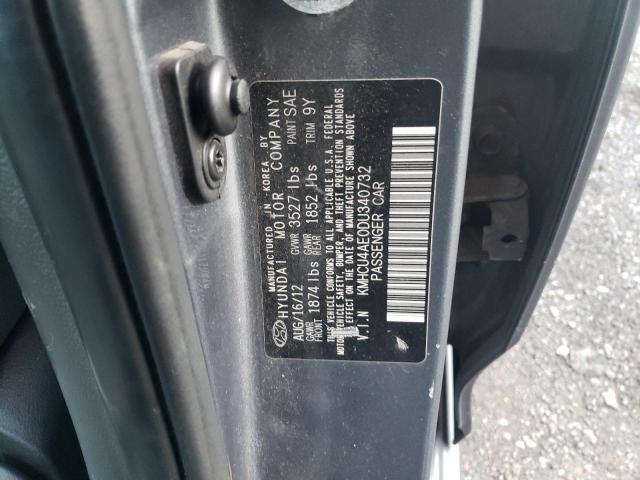 MANUFACTURED IN KOREA BY
HYUNDAI MOTOR COMPANY
AUG/16/12 GVWR 3527 lbs PAINT SAE
GAWR FRONT 1874 lbs GAWR REAR 1852 lbs TRIM 9Y
THIS VEHICLE CONFORMS TO ALL APPLICABLE U.S.A. FEDERAL
MOTOR VEHICLE SAFETY, BUMPER, AND THEFT PREVENTION STANDARDS
IN EFFECT ON THE DATE OF MANUFACTURE SHOWN ABOVE
V.I.N KMHCU4AE0DU340732
PASSENGER CAR